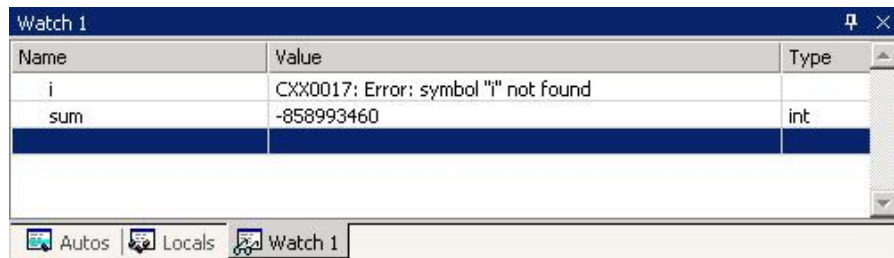 Watch 1
Name Value Type
i CXX0017: Error: symbol "i" not found
sum -858993460 int
Autos Locals Watch 1